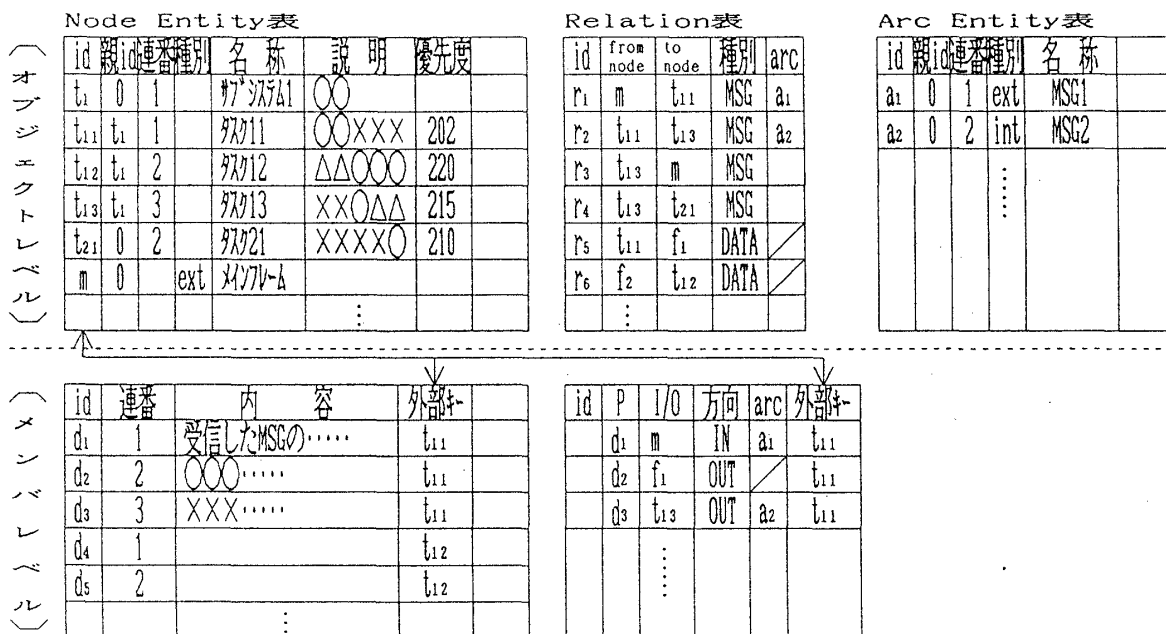 Node Entity表 Relation表 Arc Entity表
(オブジェクトレベル)
id 親id 連番 種別 名 称 説 明 優先度
t₁ 0 1 サブシステム1 ○○
t₁₁ t₁ 1 タスク11 ○○××× 202
t₁₂ t₁ 2 タスク12 △△○○○ 220
t₁₃ t₁ 3 タスク13 ××○△△ 215
t₂₁ 0 2 タスク21 ××××○ 210
m 0 ext メインフレーム
⋮
id from node to node 種別 arc
r₁ m t₁₁ MSG a₁
r₂ t₁₁ t₁₃ MSG a₂
r₃ t₁₃ m MSG
r₄ t₁₃ t₂₁ MSG
r₅ t₁₁ f₁ DATA
r₆ f₂ t₁₂ DATA
⋮
id 親id 連番 種別 名 称
a₁ 0 1 ext MSG1
a₂ 0 2 int MSG2
⋮
(メンバレベル)
id 連番 内 容 外部キー
d₁ 1 受信したMSGの‥‥‥ t₁₁
d₂ 2 ○○○‥‥‥ t₁₁
d₃ 3 ×××‥‥‥ t₁₁
d₄ 1 t₁₂
d₅ 2 t₁₂
⋮
id P I/O 方向 arc 外部キー
d₁ m IN a₁ t₁₁
d₂ f₁ OUT t₁₁
d₃ t₁₃ OUT a₂ t₁₁
⋮